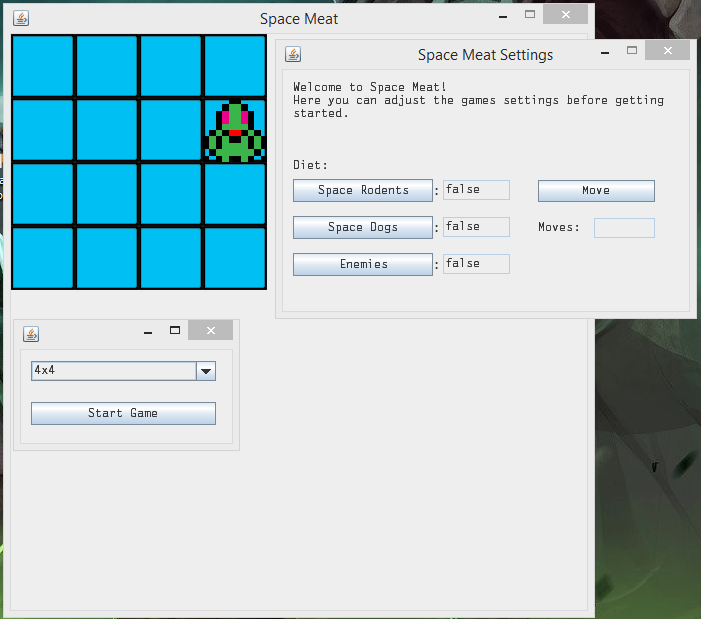 Space Meat
Space Meat Settings
Welcome to Space Meat!
Here you can adjust the games settings before getting
started.
Diet:
Space Rodents : false
Move
Space Dogs : false
Moves:
Enemies : false
4x4
Start Game